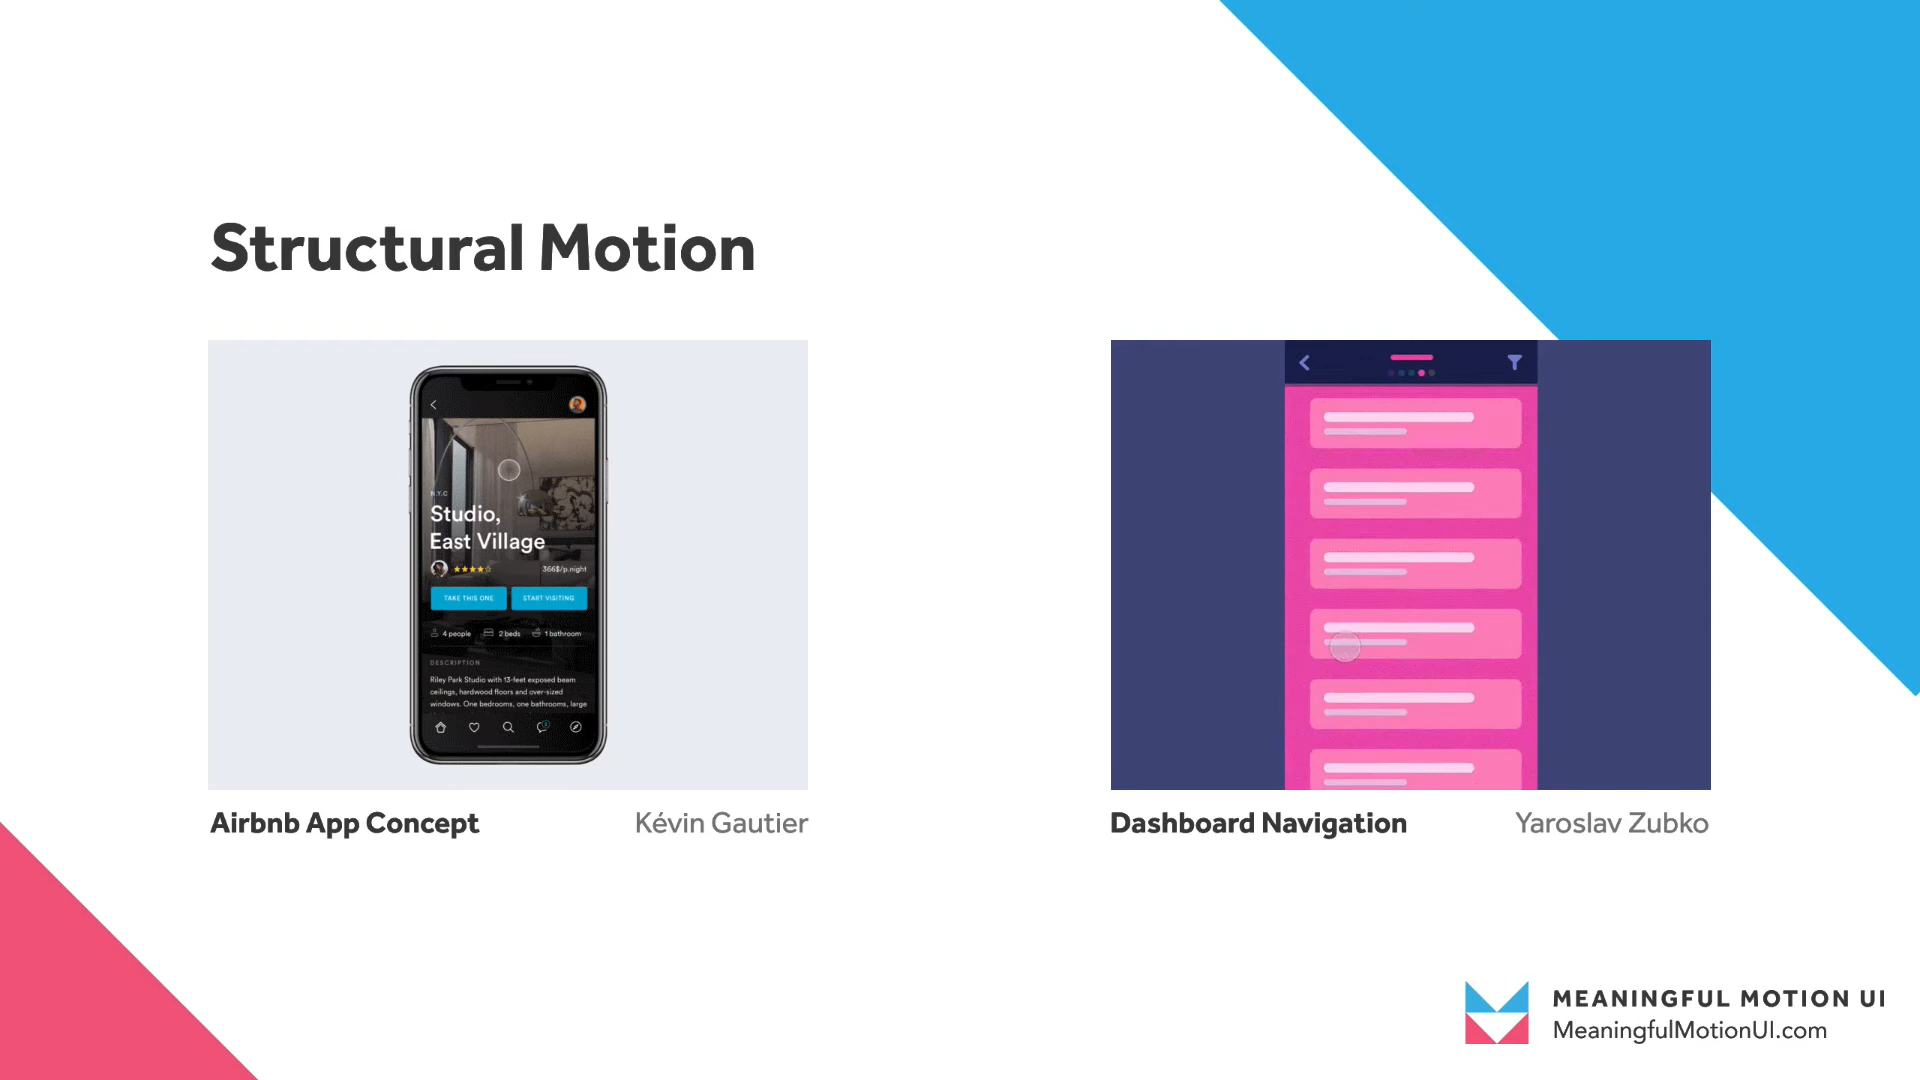 Structural Motion
N.Y.C
Studio,
East Village
366$/p.night
TAKE THIS ONE
START VISITING
4 people
2 beds
1 bathroom
DESCRIPTION
Riley Park Studio with 13-feet exposed beam
ceilings, hardwood floors and over-sized
windows. One bedrooms, one bathrooms, large
Airbnb App Concept
Kévin Gautier
Dashboard Navigation
Yaroslav Zubko
MEANINGFUL MOTION UI
MeaningfulMotionUI.com